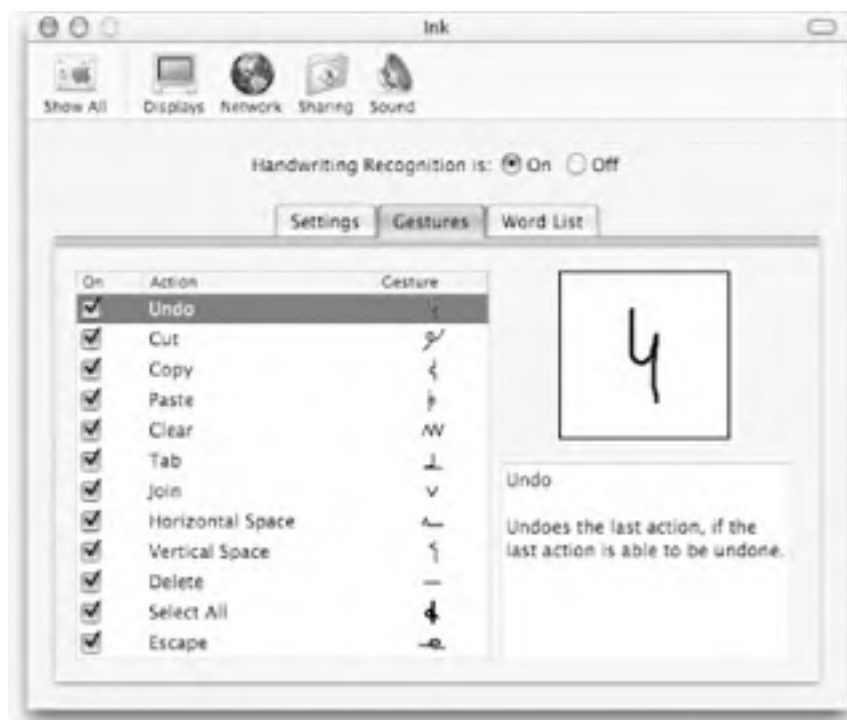 Ink
Show All Displays Network Sharing Sound
Handwriting Recognition is: On Off
Settings Gestures Word List
On Action Gesture
Undo
Cut
Copy
Paste
Clear
Tab
Join
Horizontal Space
Vertical Space
Delete
Select All
Escape
Undo
Undoes the last action, if the
last action is able to be undone.